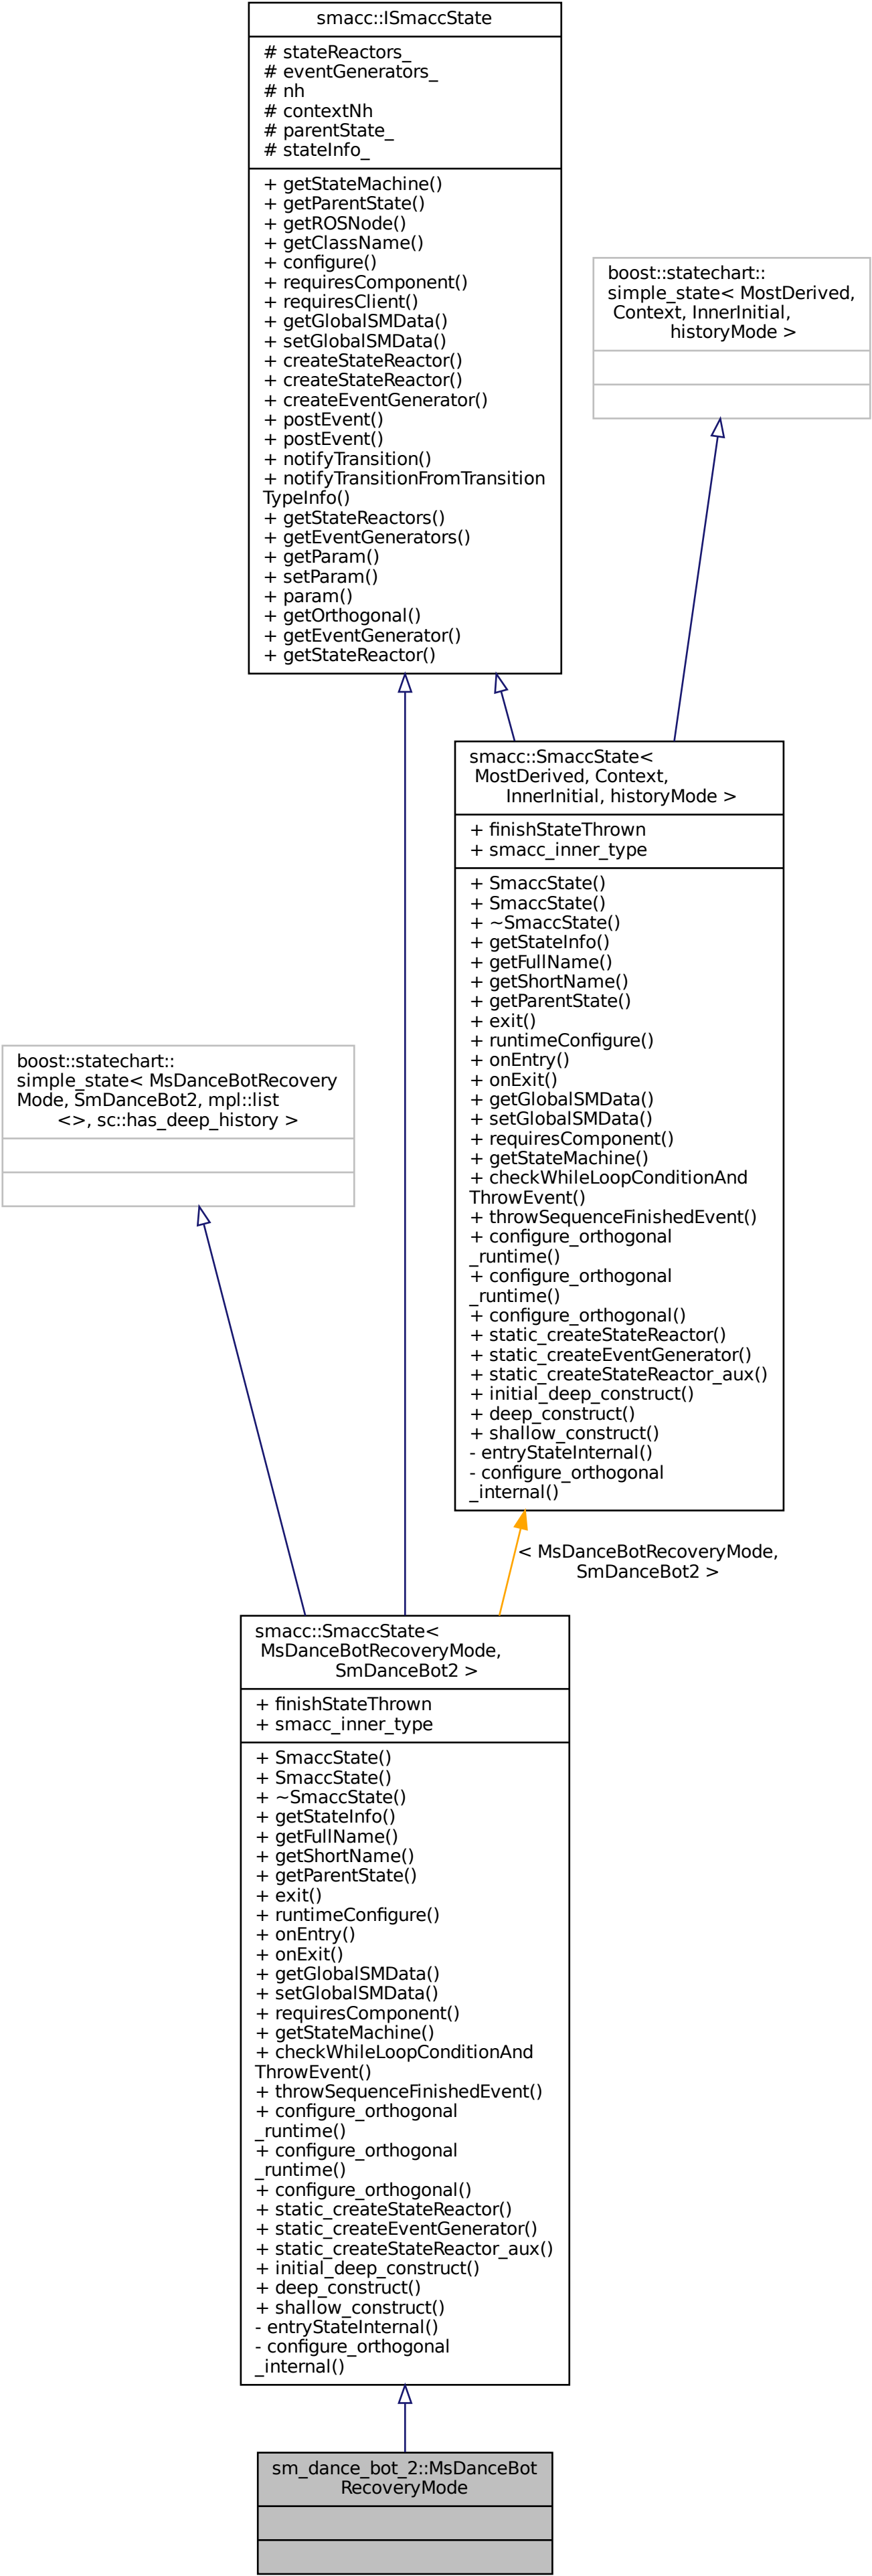 smacc::ISmaccState
# stateReactors_
# eventGenerators_
# nh
# contextNh
# parentState_
# stateInfo_
+ getStateMachine()
+ getParentState()
+ getROSNode()
+ getClassName()
+ configure()
+ requiresComponent()
+ requiresClient()
+ getGlobalSMData()
+ setGlobalSMData()
+ createStateReactor()
+ createStateReactor()
+ createEventGenerator()
+ postEvent()
+ postEvent()
+ notifyTransition()
+ notifyTransitionFromTransition
TypeInfo()
+ getStateReactors()
+ getEventGenerators()
+ getParam()
+ setParam()
+ param()
+ getOrthogonal()
+ getEventGenerator()
+ getStateReactor()
boost::statechart::
simple_state< MostDerived,
Context, InnerInitial,
historyMode >
smacc::SmaccState<
MostDerived, Context,
InnerInitial, historyMode >
+ finishStateThrown
+ smacc_inner_type
+ SmaccState()
+ SmaccState()
+ ~SmaccState()
+ getStateInfo()
+ getFullName()
+ getShortName()
+ getParentState()
+ exit()
+ runtimeConfigure()
+ onEntry()
+ onExit()
+ getGlobalSMData()
+ setGlobalSMData()
+ requiresComponent()
+ getStateMachine()
+ checkWhileLoopConditionAnd
ThrowEvent()
+ throwSequenceFinishedEvent()
+ configure_orthogonal
_runtime()
+ configure_orthogonal
_runtime()
+ configure_orthogonal()
+ static_createStateReactor()
+ static_createEventGenerator()
+ static_createStateReactor_aux()
+ initial_deep_construct()
+ deep_construct()
+ shallow_construct()
- entryStateInternal()
- configure_orthogonal
_internal()
boost::statechart::
simple_state< MsDanceBotRecovery
Mode, SmDanceBot2, mpl::list
<>, sc::has_deep_history >
< MsDanceBotRecoveryMode,
SmDanceBot2 >
smacc::SmaccState<
MsDanceBotRecoveryMode,
SmDanceBot2 >
+ finishStateThrown
+ smacc_inner_type
+ SmaccState()
+ SmaccState()
+ ~SmaccState()
+ getStateInfo()
+ getFullName()
+ getShortName()
+ getParentState()
+ exit()
+ runtimeConfigure()
+ onEntry()
+ onExit()
+ getGlobalSMData()
+ setGlobalSMData()
+ requiresComponent()
+ getStateMachine()
+ checkWhileLoopConditionAnd
ThrowEvent()
+ throwSequenceFinishedEvent()
+ configure_orthogonal
_runtime()
+ configure_orthogonal
_runtime()
+ configure_orthogonal()
+ static_createStateReactor()
+ static_createEventGenerator()
+ static_createStateReactor_aux()
+ initial_deep_construct()
+ deep_construct()
+ shallow_construct()
- entryStateInternal()
- configure_orthogonal
_internal()
sm_dance_bot_2::MsDanceBot
RecoveryMode